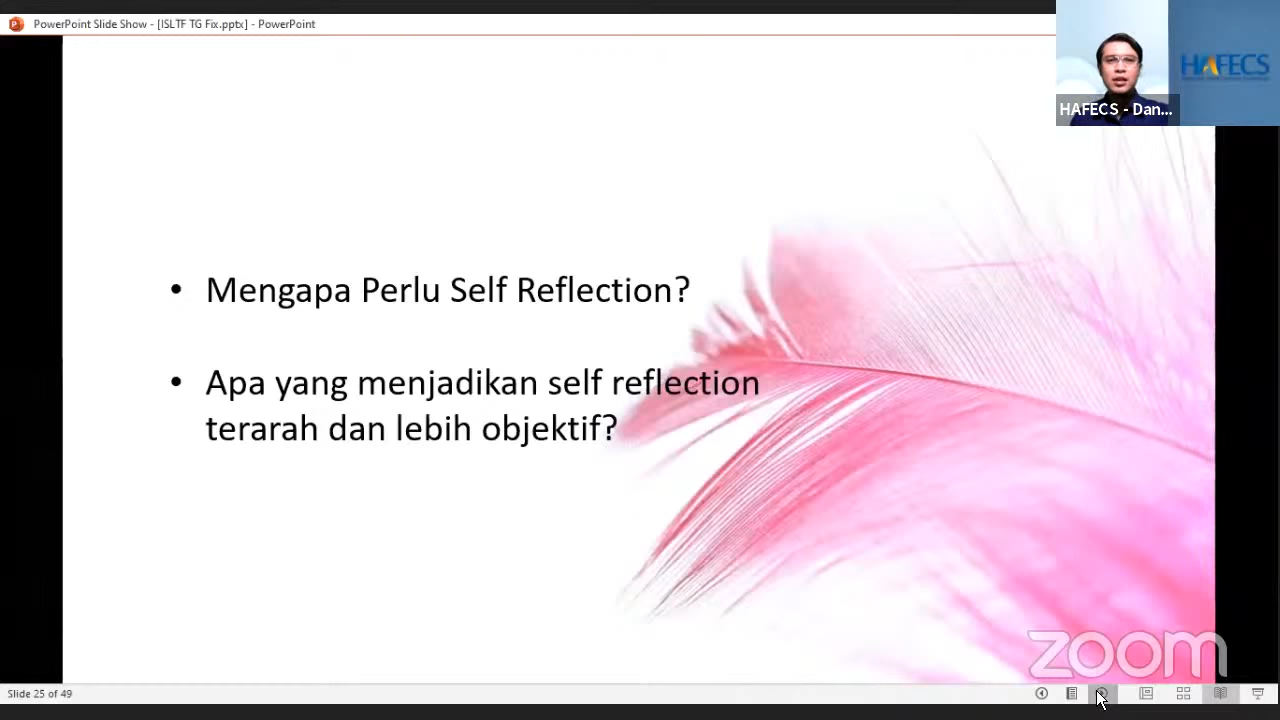 PowerPoint Slide Show - [ISLTF TG Fix.pptx] - PowerPoint
HAFECS
HAFECS - Dan...
• Mengapa Perlu Self Reflection?
• Apa yang menjadikan self reflection
terarah dan lebih objektif?
zoom
Slide 25 of 49